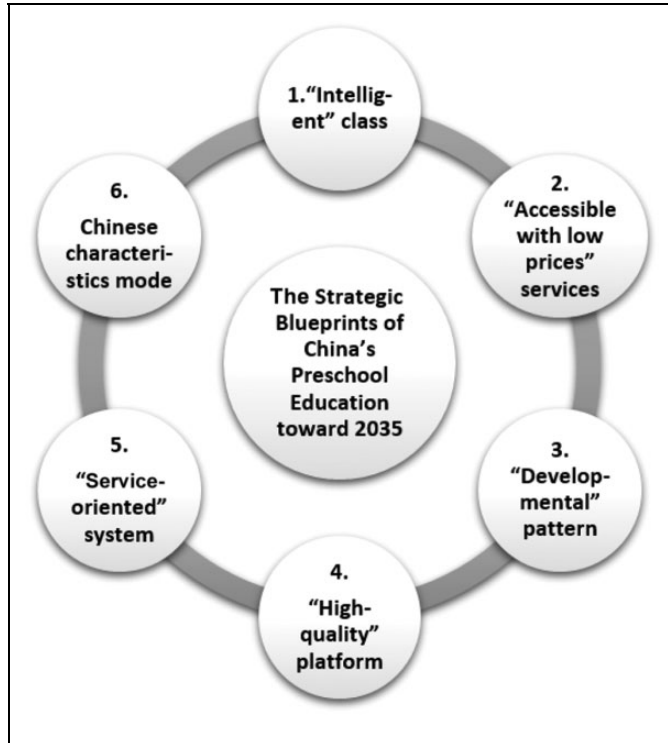 1.“Intellig-
ent” class
2.
“Accessible
with low
prices”
services
3.
“Develop-
mental”
pattern
4.
“High-
quality”
platform
5.
“Service-
oriented”
system
6.
Chinese
characteri-
stics mode
The Strategic
Blueprints of
China’s
Preschool
Education
toward 2035